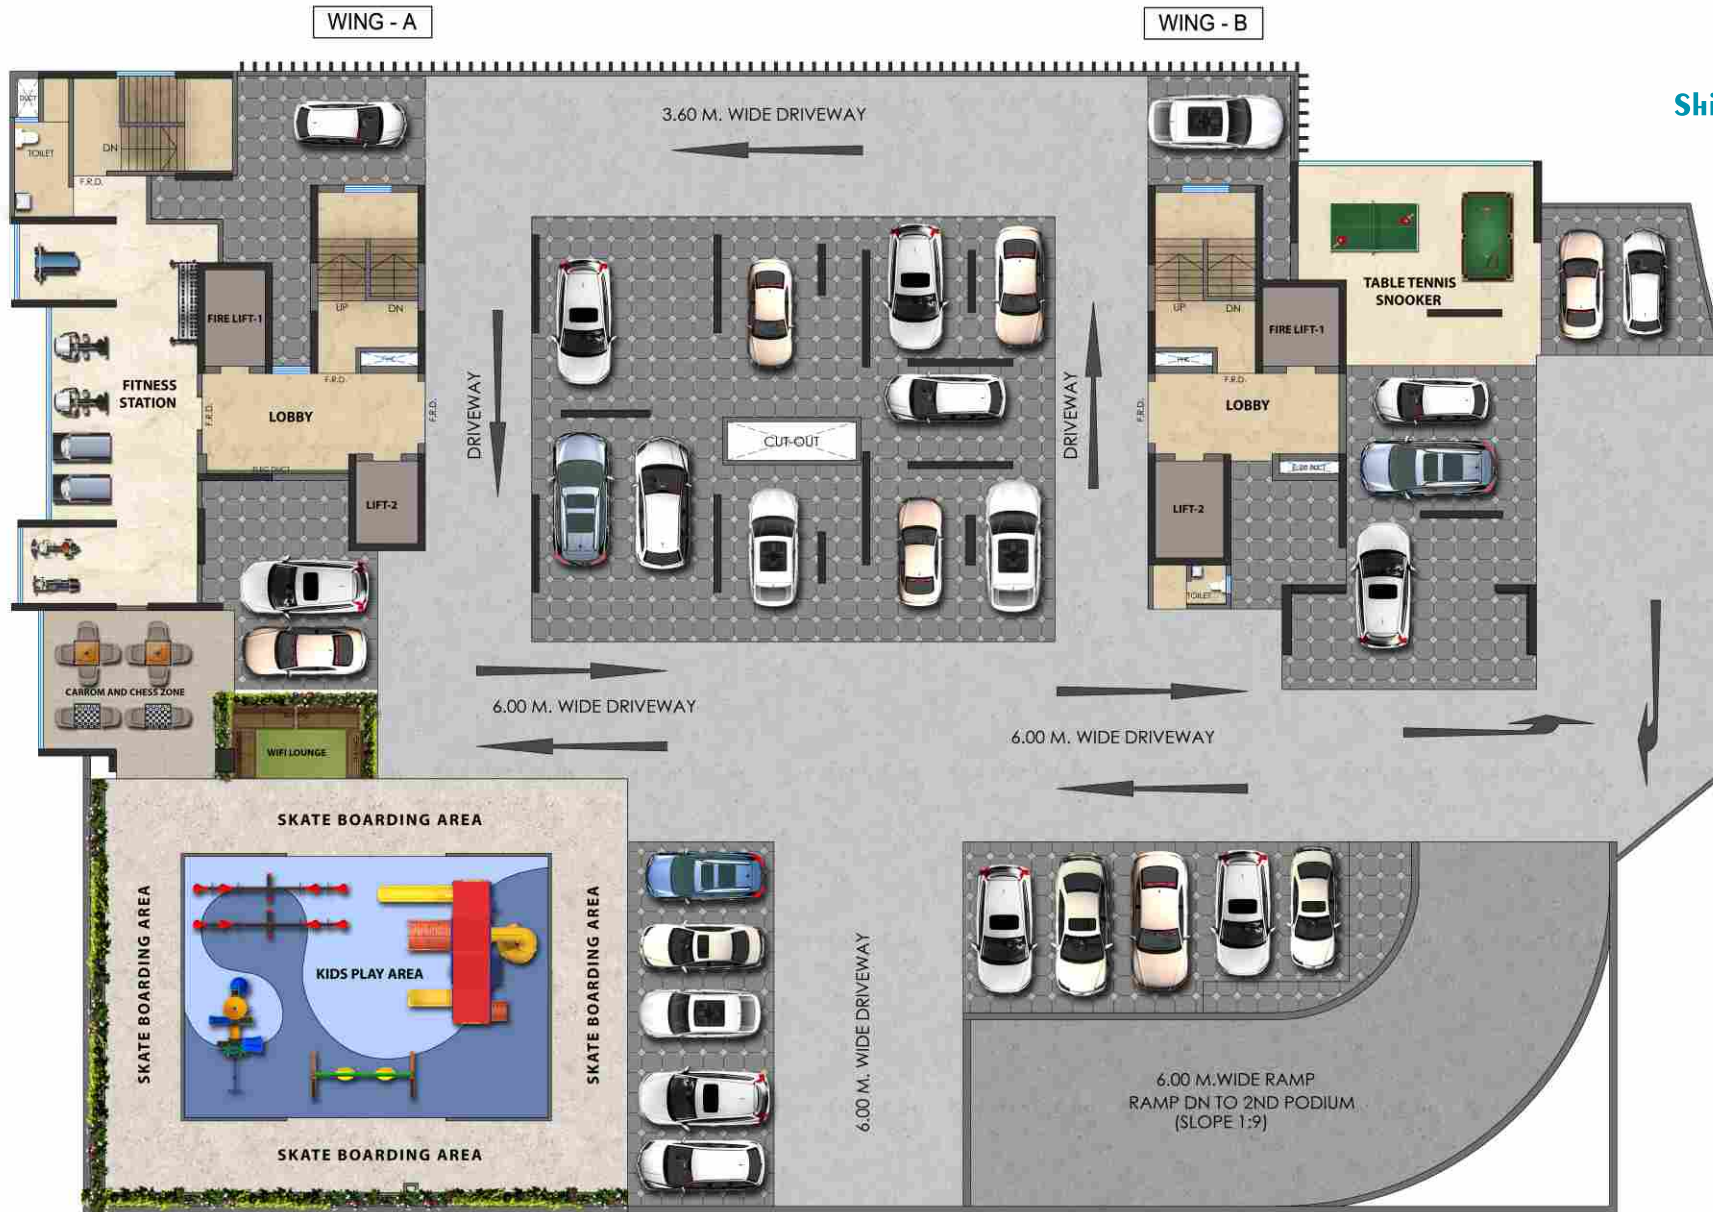 WING - A
WING - B
Shi
3.60 M. WIDE DRIVEWAY
DUCT
TOILET
DN
F.R.D.
TABLE TENNIS
SNOOKER
FIRE LIFT-1
UP
DN
UP
DN
FIRE LIFT-1
FITNESS
STATION
F.R.D.
F.R.D.
LOBBY
F.R.D.
DRIVEWAY
DRIVEWAY
F.R.D.
F.R.D.
LOBBY
CUT-OUT
ELEC DUCT
LIFT-2
LIFT-2
TOILET
CARROM AND CHESS ZONE
6.00 M. WIDE DRIVEWAY
6.00 M. WIDE DRIVEWAY
WIFI LOUNGE
SKATE BOARDING AREA
SKATE BOARDING AREA
KIDS PLAY AREA
SKATE BOARDING AREA
6.00 M. WIDE DRIVEWAY
6.00 M.WIDE RAMP
RAMP DN TO 2ND PODIUM
(SLOPE 1:9)
SKATE BOARDING AREA